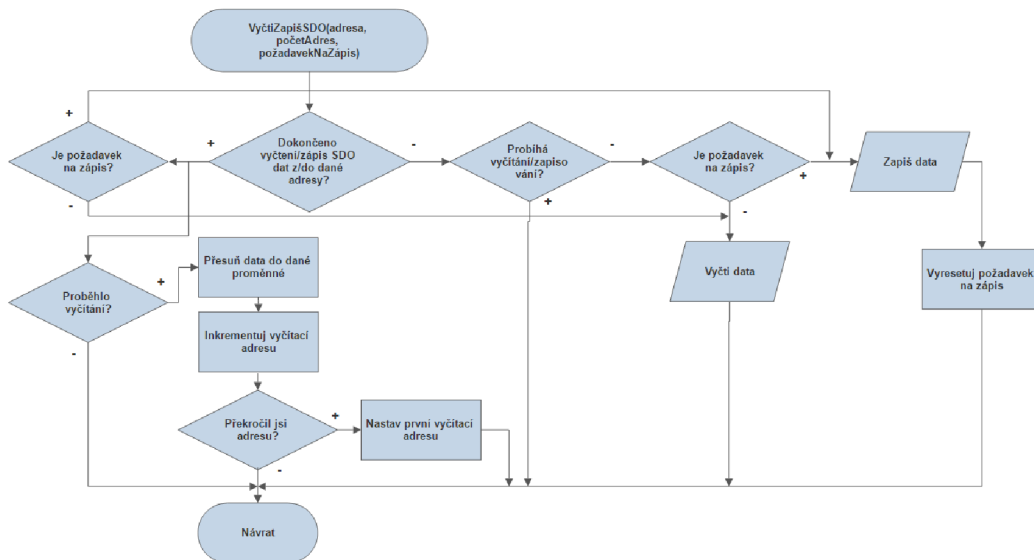 VyčtiZapišSDO(adresa,
početAdres,
požadavekNaZápis)
+
Je požadavek
na zápis?
-
+
Dokončeno
vyčtení/zápis SDO
dat z/do dané
adresy?
-
Probíhá
vyčítání/zapiso
vání?
-
+
Je požadavek
na zápis?
+
-
Zapiš data
Proběhlo
vyčítání?
+
-
Přesuň data do dané
proměnné
Vyčti data
Vyresetuj požadavek
na zápis
Inkrementuj vyčítací
adresu
Překročil jsi
adresu?
+
-
Nastav první vyčítací
adresu
Návrat